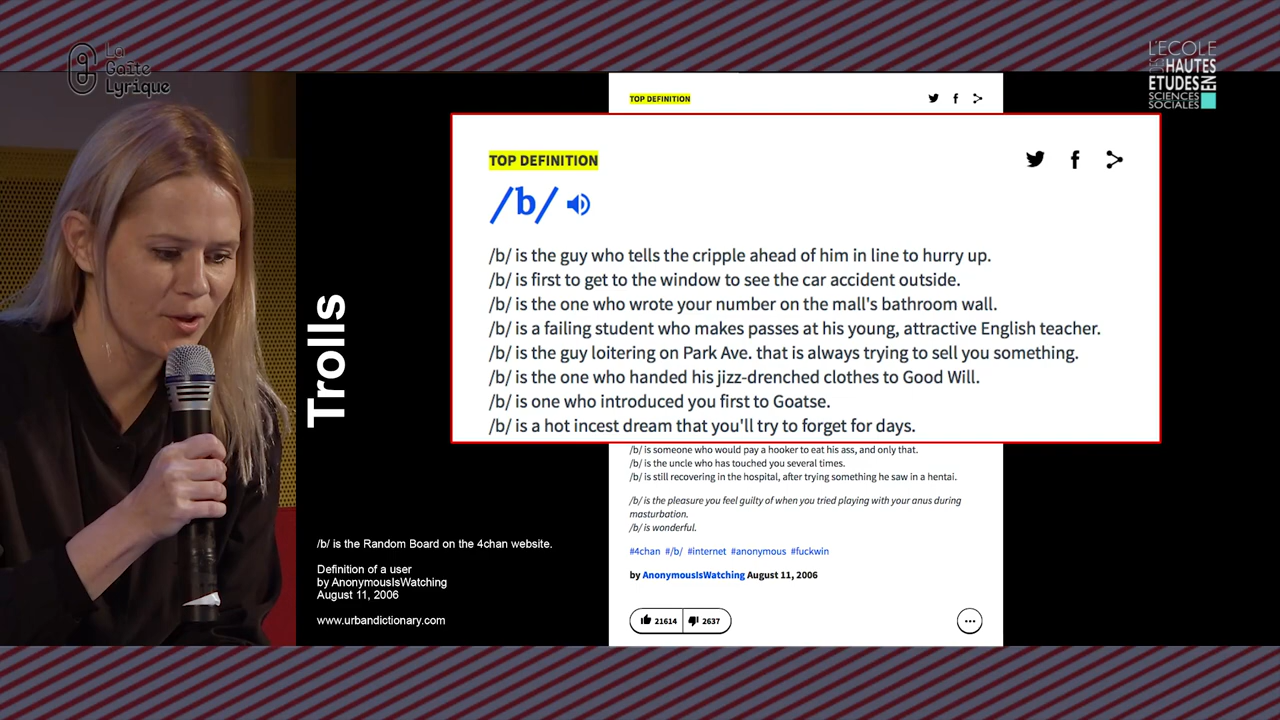 La
Gaîte
Lyrique
L'ECOLE
DES HAUTES
ETUDES EN
SCIENCES
SOCIALES
TOP DEFINITION
TOP DEFINITION
/b/
/b/ is the guy who tells the cripple ahead of him in line to hurry up.
/b/ is first to get to the window to see the car accident outside.
/b/ is the one who wrote your number on the mall's bathroom wall.
/b/ is a failing student who makes passes at his young, attractive English teacher.
/b/ is the guy loitering on Park Ave. that is always trying to sell you something.
/b/ is the one who handed his jizz-drenched clothes to Good Will.
/b/ is one who introduced you first to Goatse.
/b/ is a hot incest dream that you'll try to forget for days.
/b/ is someone who would pay a hooker to eat his ass, and only that.
/b/ is the uncle who has touched you several times.
/b/ is still recovering in the hospital, after trying something he saw in a hentai.
/b/ is the pleasure you feel guilty of when you tried playing with your anus during
masturbation.
/b/ is wonderful.
#4chan #/b/ #internet #anonymous #fuckwin
by AnonymousIsWatching August 11, 2006
21614 2637
Trolls
/b/ is the Random Board on the 4chan website.
Definition of a user
by AnonymousIsWatching
August 11, 2006
www.urbandictionary.com